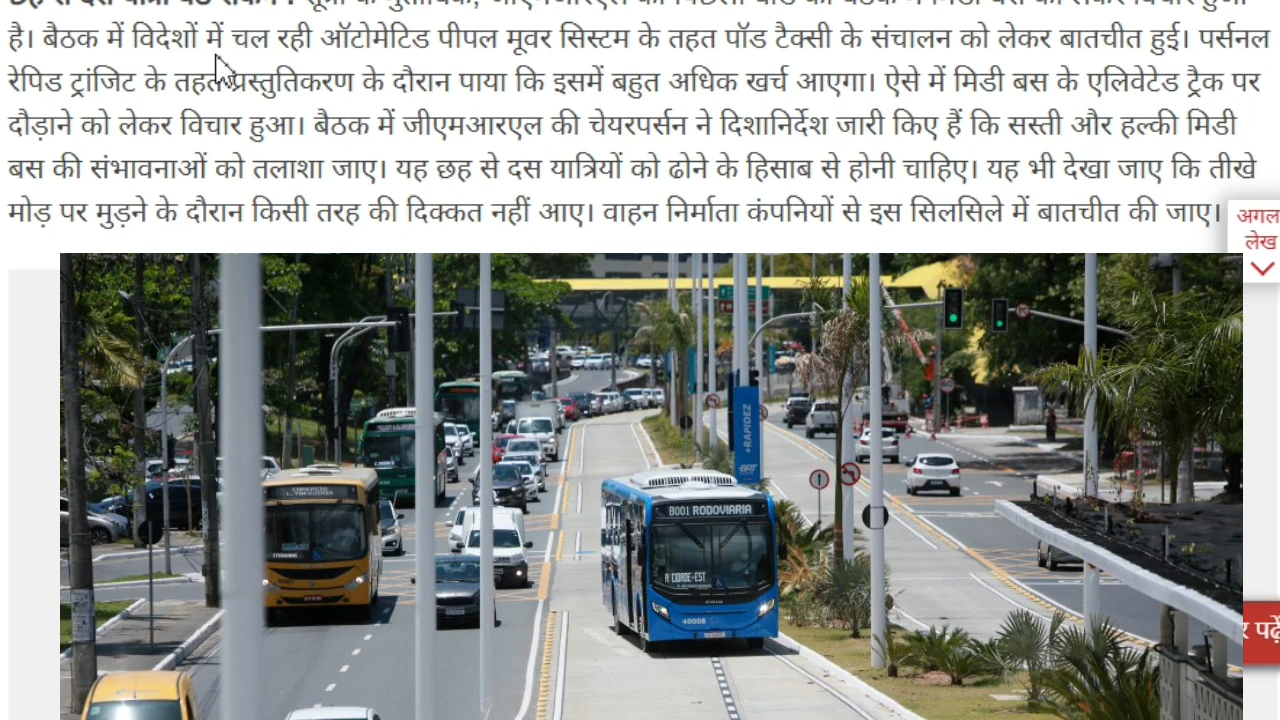 है। बैठक में विदेशों में चल रही ऑटोमेटिड पीपल मूवर सिस्टम के तहत पॉड टैक्सी के संचालन को लेकर बातचीत हुई। पर्सनल
रेपिड ट्रांजिट के तहत प्रस्तुतिकरण के दौरान पाया कि इसमें बहुत अधिक खर्च आएगा। ऐसे में मिडी बस के एलिवेटेड ट्रैक पर
दौड़ाने को लेकर विचार हुआ। बैठक में जीएमआरएल की चेयरपर्सन ने दिशानिर्देश जारी किए हैं कि सस्ती और हल्की मिडी
बस की संभावनाओं को तलाशा जाए। यह छह से दस यात्रियों को ढोने के हिसाब से होनी चाहिए। यह भी देखा जाए कि तीखे
मोड़ पर मुड़ने के दौरान किसी तरह की दिक्कत नहीं आए। वाहन निर्माता कंपनियों से इस सिलसिले में बातचीत की जाए।
अगल
लेख
+RAPIDEZ
BRT
B001 RODOVIARIA
40008
र पढ़ें